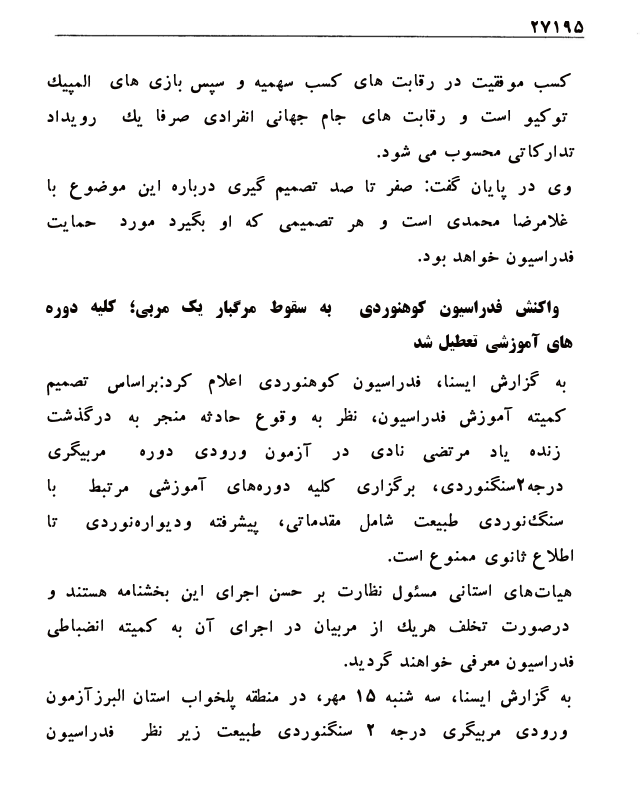 ۲۷۱۹۵
کسب موفقیت در رقابت های کسب سهمیه و سپس بازی های المپیک
توکیو است و رقابت های جام جهانی انفرادی صرفا یک رویداد
تدارکاتی محسوب می شود.
وی در پایان گفت: صفر تا صد تصمیم گیری درباره این موضوع با
غلامرضا محمدی است و هر تصمیمی که او بگیرد مورد حمایت
فدراسیون خواهد بود.
واکنش فدراسیون کوهنوردی به سقوط مرگبار یک مربی؛ کلیه دوره
های آموزشی تعطیل شد
به گزارش ایسنا، فدراسیون کوهنوردی اعلام کرد:براساس تصمیم
کمیته آموزش فدراسیون، نظر به وقوع حادثه منجر به درگذشت
زنده یاد مرتضی نادی در آزمون ورودی دوره مربیگری
درجه۲سنگنوردی، برگزاری کلیه دوره‌های آموزشی مرتبط با
سنگ‌نوردی طبیعت شامل مقدماتی، پیشرفته ودیواره‌نوردی تا
اطلاع ثانوی ممنوع است.
هیات‌های استانی مسئول نظارت بر حسن اجرای این بخشنامه هستند و
درصورت تخلف هریک از مربیان در اجرای آن به کمیته انضباطی
فدراسیون معرفی خواهند گردید.
به گزارش ایسنا، سه شنبه ۱۵ مهر، در منطقه پلخواب استان البرزآزمون
ورودی مربیگری درجه ۲ سنگنوردی طبیعت زیر نظر فدراسیون